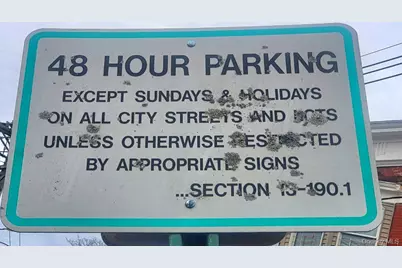 48 HOUR PARKING
EXCEPT SUNDAYS & HOLIDAYS
ON ALL CITY STREETS AND LOTS
UNLESS OTHERWISE RESTRICTED
BY APPROPRIATE SIGNS
...SECTION 13-190.1